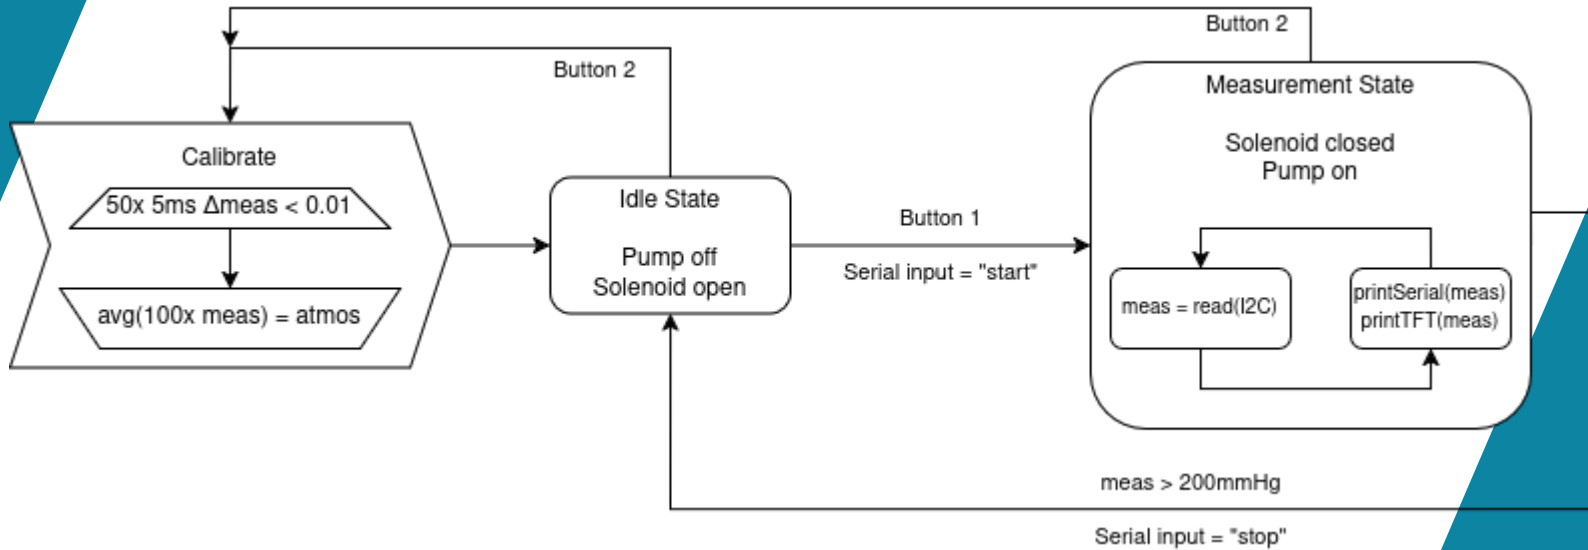 Button 2
Button 2
Calibrate
50x 5ms Δmeas < 0.01
avg(100x meas) = atmos
Idle State
Pump off
Solenoid open
Button 1
Serial input = "start"
Measurement State
Solenoid closed
Pump on
meas = read(I2C)
printSerial(meas)
printTFT(meas)
meas > 200mmHg
Serial input = "stop"